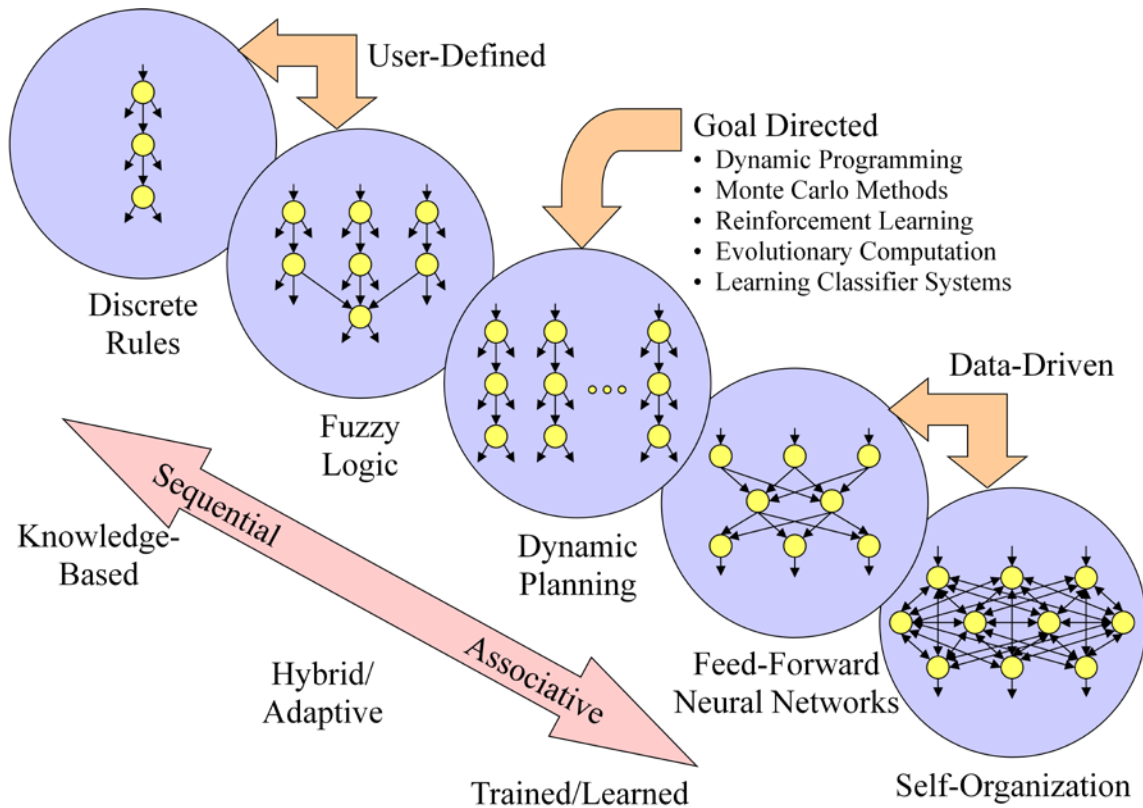 User-Defined
Goal Directed
• Dynamic Programming
• Monte Carlo Methods
• Reinforcement Learning
• Evolutionary Computation
• Learning Classifier Systems
Discrete
Rules
Fuzzy
Logic
Data-Driven
Dynamic
Planning
Sequential
Associative
Knowledge-
Based
Hybrid/
Adaptive
Trained/Learned
Feed-Forward
Neural Networks
Self-Organization